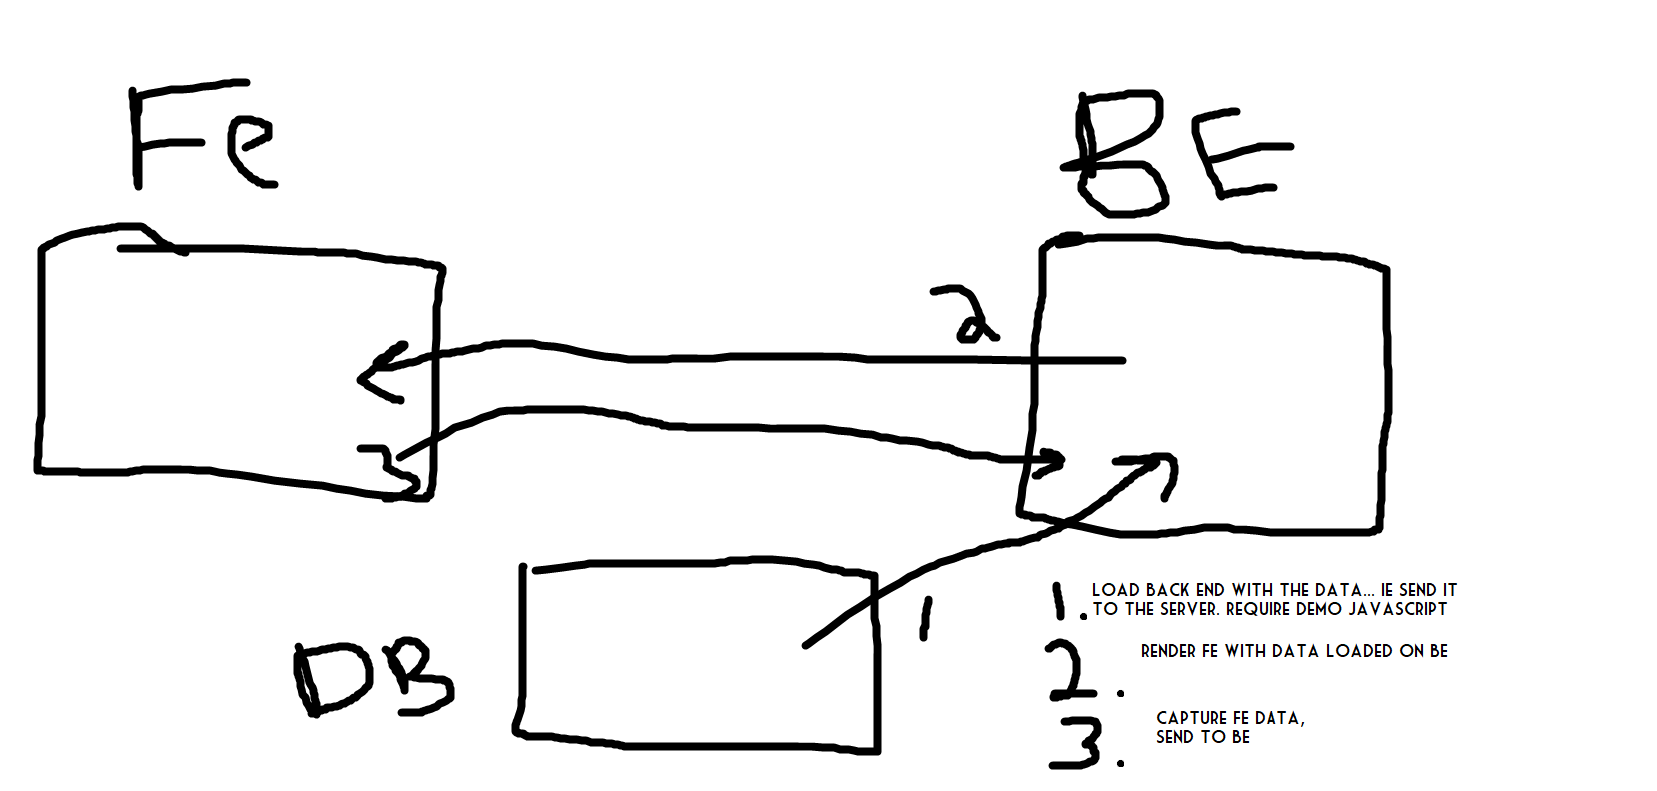 Fe
BE
2
3
1
DB
1. LOAD BACK END WITH THE DATA... IE SEND IT
TO THE SERVER. REQUIRE DEMO JAVASCRIPT
2. RENDER FE WITH DATA LOADED ON BE
3. CAPTURE FE DATA,
SEND TO BE